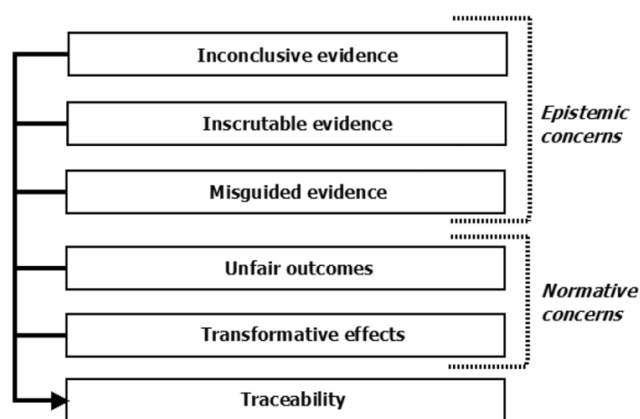 Inconclusive evidence
Inscrutable evidence
Misguided evidence
Epistemic
concerns
Unfair outcomes
Transformative effects
Normative
concerns
Traceability